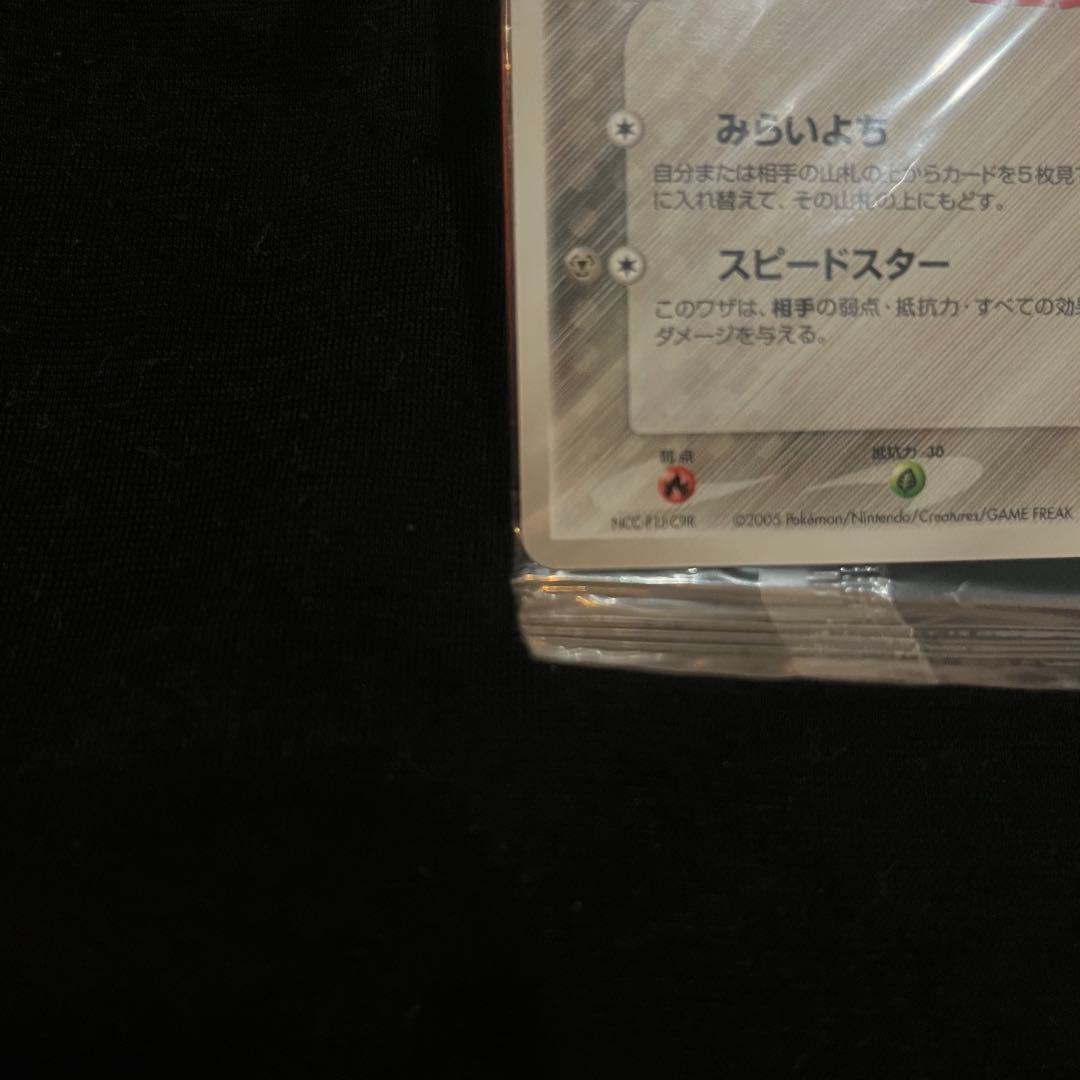 みらいよち
自分または相手の山札の上からカードを5枚見て
に入れ替えて、その山札の上にもどす。
スピードスター
このワザは、相手の弱点・抵抗力・すべての効果
ダメージを与える。
弱点
抵抗力 -30
©2005 Pokémon/Nintendo/Creatures/GAME FREAK